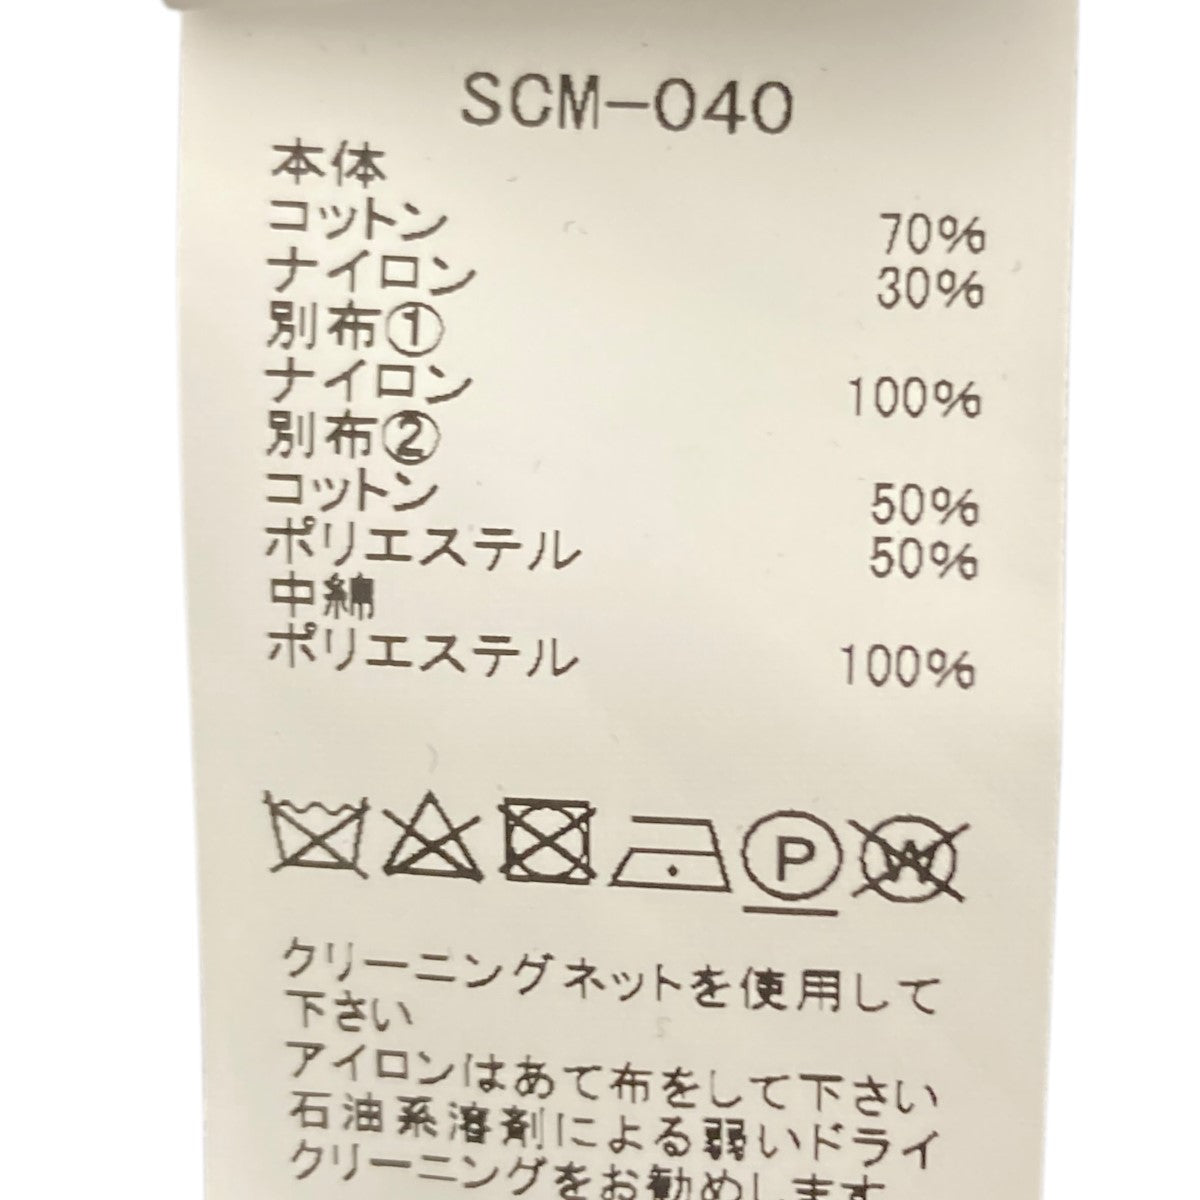 SCM-040
本体
コットン 70%
ナイロン 30%
別布①
ナイロン 100%
別布②
コットン 50%
ポリエステル 50%
中綿
ポリエステル 100%
P W
クリーニングネットを使用して
下さい
アイロンはあて布をして下さい
石油系溶剤による弱いドライ
クリーニングをお勧めします